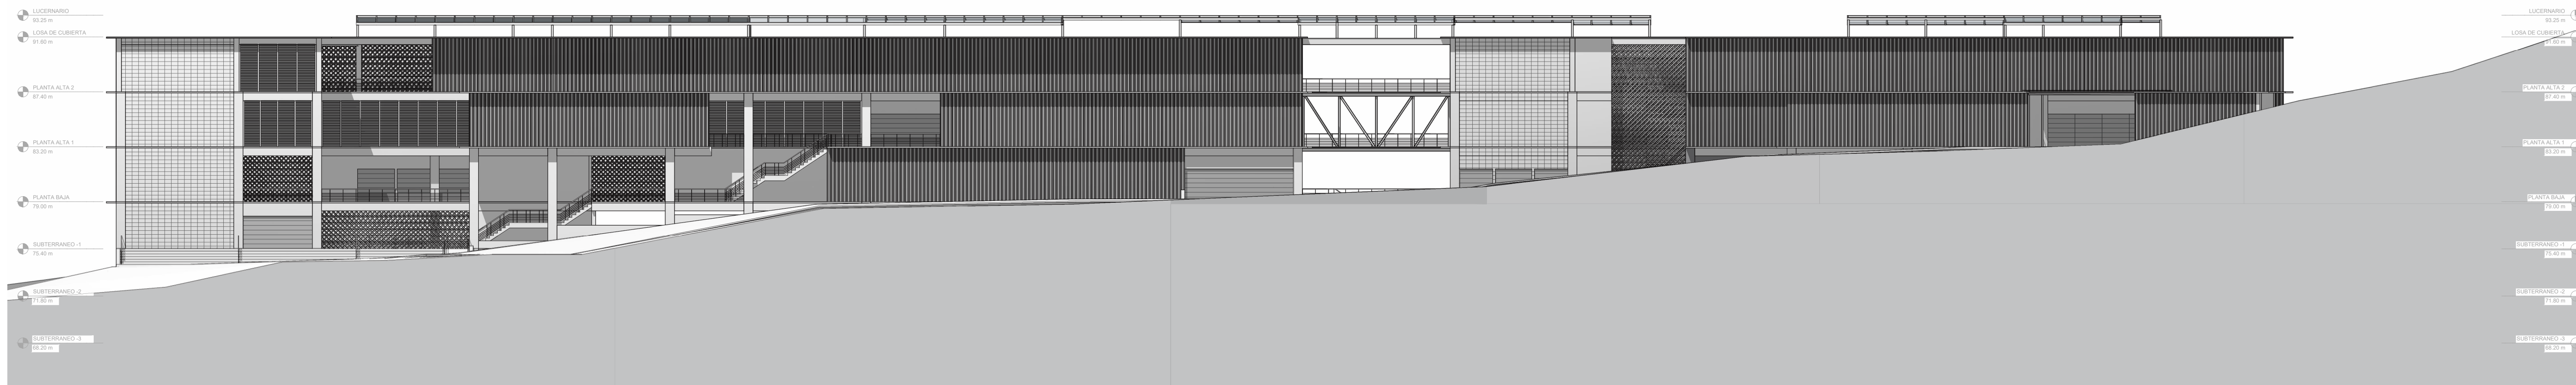 LUCERNARIO
93.25 m
LOSA DE CUBIERTA
91.60 m
PLANTA ALTA 2
87.40 m
PLANTA ALTA 1
83.20 m
PLANTA BAJA
79.00 m
SUBTERRANEO -1
75.40 m
SUBTERRANEO -2
71.80 m
SUBTERRANEO -3
68.20 m
LUCERNARIO
93.25 m
LOSA DE CUBIERTA
91.60 m
PLANTA ALTA 2
87.40 m
PLANTA ALTA 1
83.20 m
PLANTA BAJA
79.00 m
SUBTERRANEO -1
75.40 m
SUBTERRANEO -2
71.80 m
SUBTERRANEO -3
68.20 m